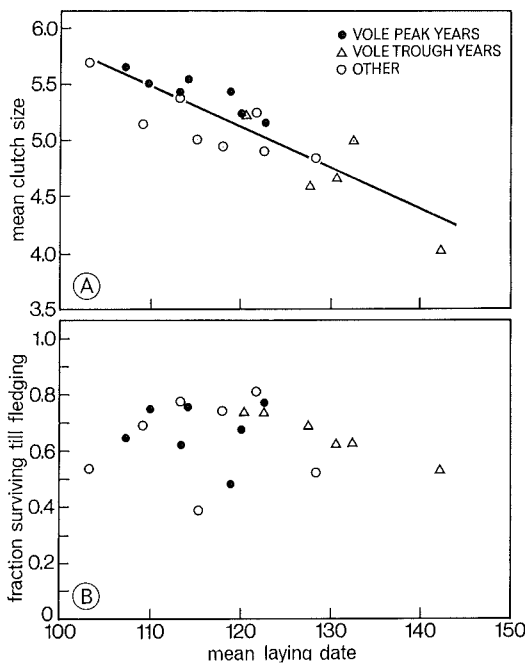 6.0
5.5
5.0
4.5
4.0
3.5
mean clutch size
● VOLE PEAK YEARS
△ VOLE TROUGH YEARS
○ OTHER
A
1.0
0.8
0.6
0.4
0.2
0
fraction surviving till fledging
B
100 110 120 130 140 150
mean laying date